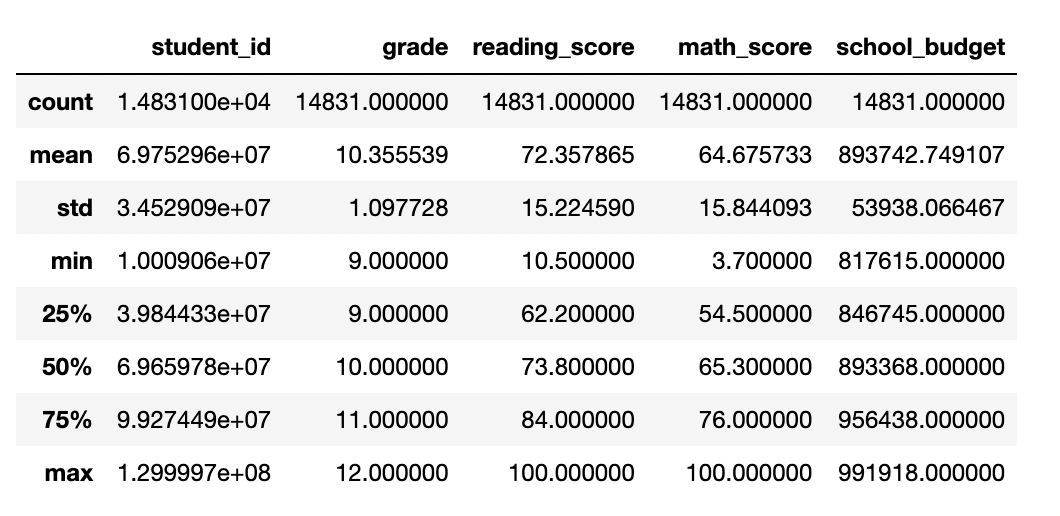 student_id grade reading_score math_score school_budget
count 1.483100e+04 14831.000000 14831.000000 14831.000000 14831.000000
mean 6.975296e+07 10.355539 72.357865 64.675733 893742.749107
std 3.452909e+07 1.097728 15.224590 15.844093 53938.066467
min 1.000906e+07 9.000000 10.500000 3.700000 817615.000000
25% 3.984433e+07 9.000000 62.200000 54.500000 846745.000000
50% 6.965978e+07 10.000000 73.800000 65.300000 893368.000000
75% 9.927449e+07 11.000000 84.000000 76.000000 956438.000000
max 1.299997e+08 12.000000 100.000000 100.000000 991918.000000